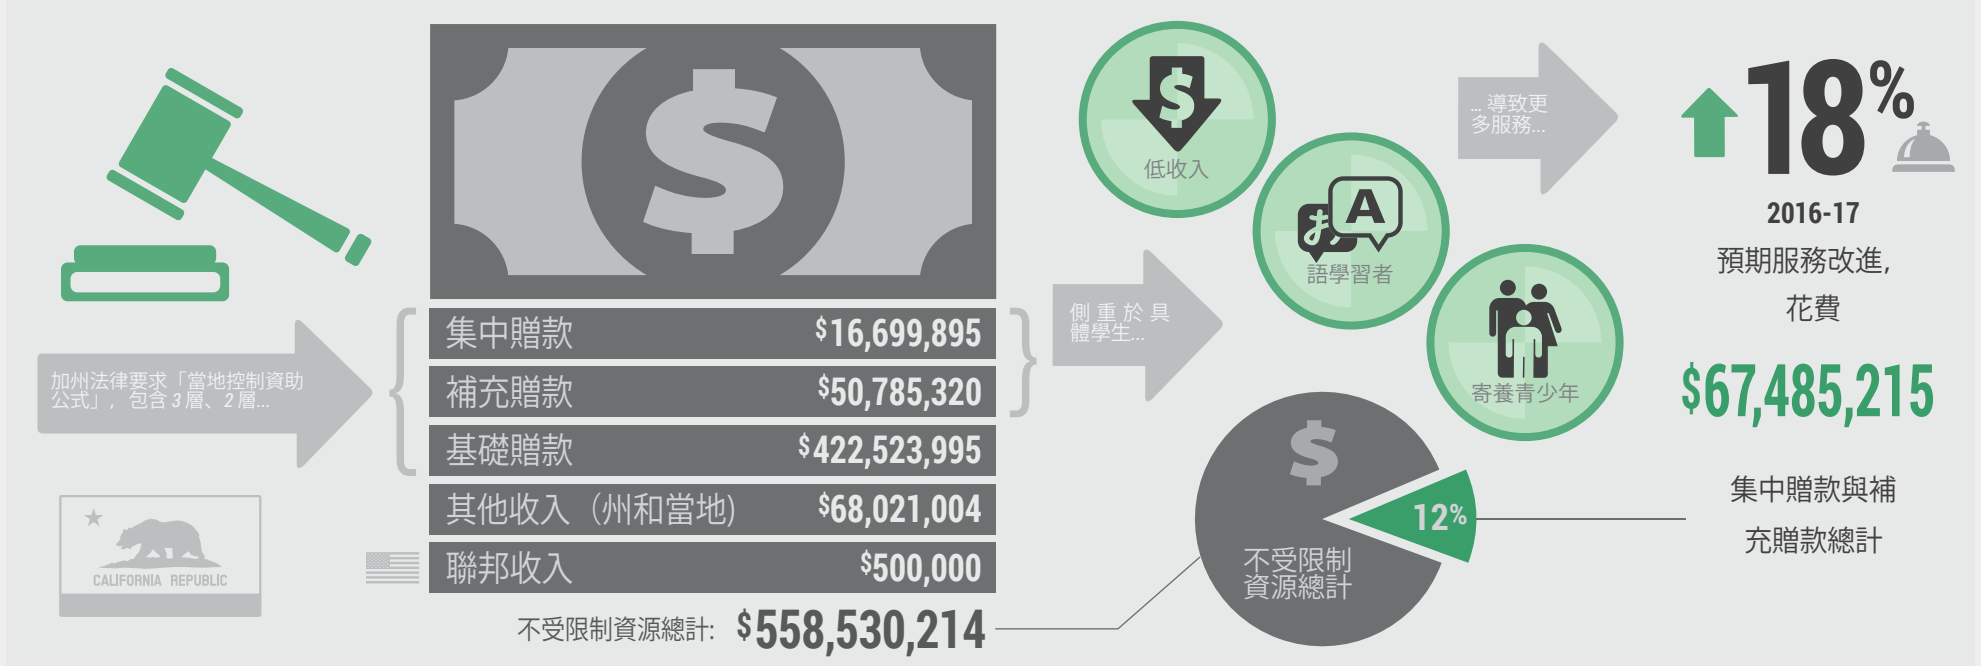 加州法律要求「當地控制資助
公式」，包含 3 層、2 層...
CALIFORNIA REPUBLIC
集中贈款 $16,699,895
補充贈款 $50,785,320
基礎贈款 $422,523,995
其他收入（州和當地) $68,021,004
聯邦收入 $500,000
不受限制資源總計: $558,530,214
側 重 於 具
體學生...
$
低收入
あ A
語學習者
寄養青少年
$
不受限制
資源總計
12%
... 導致更
多服務...
18%
2016-17
預期服務改進,
花費
$67,485,215
集中贈款與補
充贈款總計